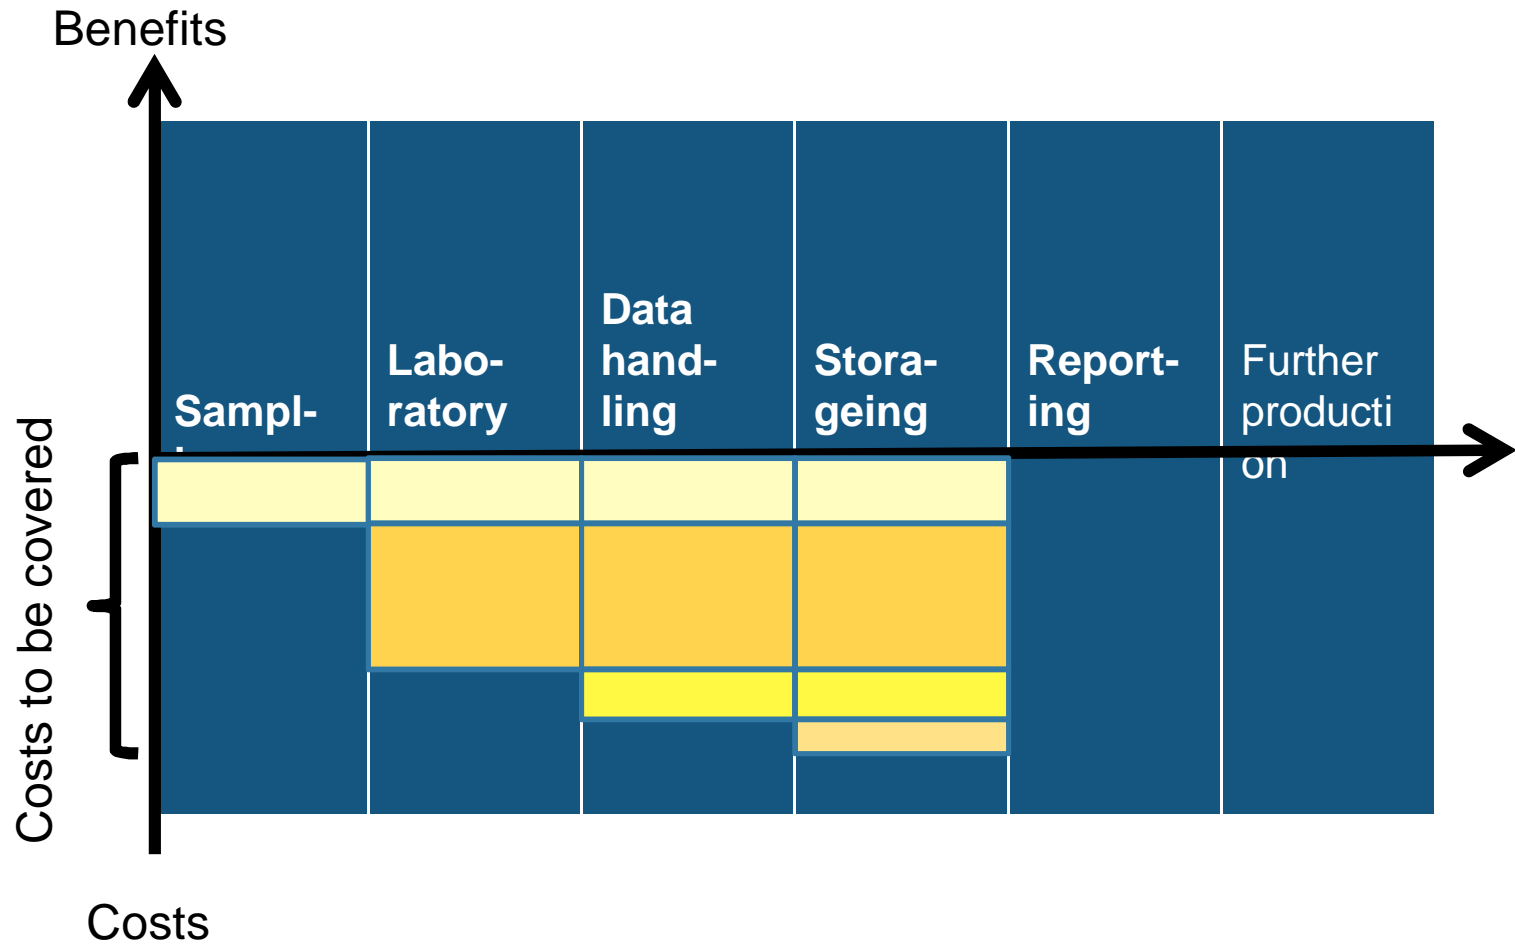 Benefits
Sampl-
Labo-
ratory
Data
hand-
ling
Stora-
geing
Report-
ing
Further
producti
on
Costs to be covered
Costs